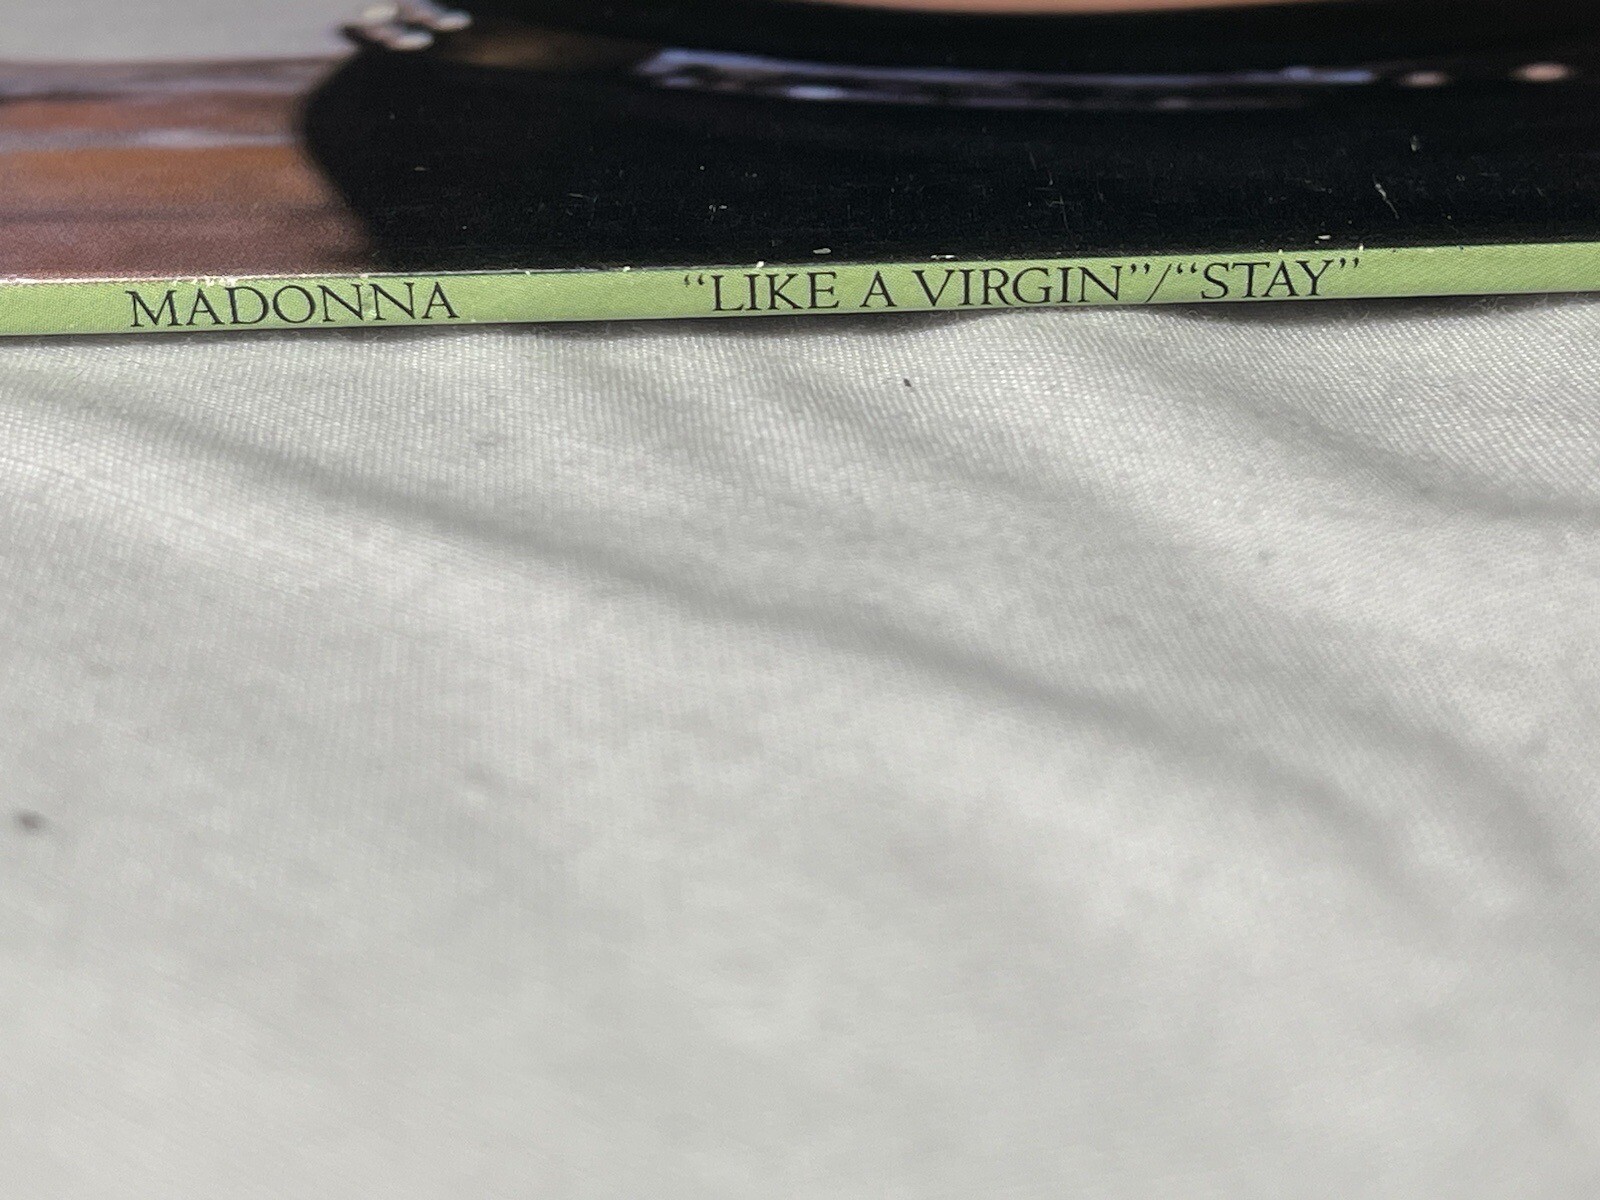 MADONNA “LIKE A VIRGIN”/“STAY”